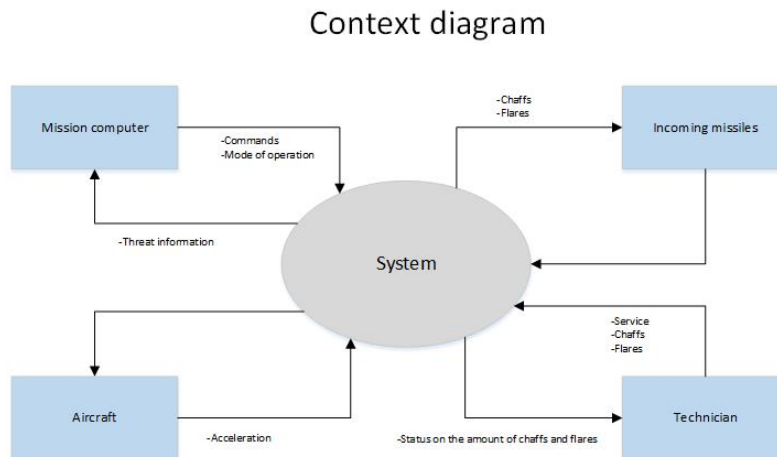 Context diagram
Mission computer
-Commands
-Mode of operation
-Chaffs
-Flares
Incoming missiles
-Threat information
System
-Service
-Chaffs
-Flares
Aircraft
-Acceleration
-Status on the amount of chaffs and flares
Technician